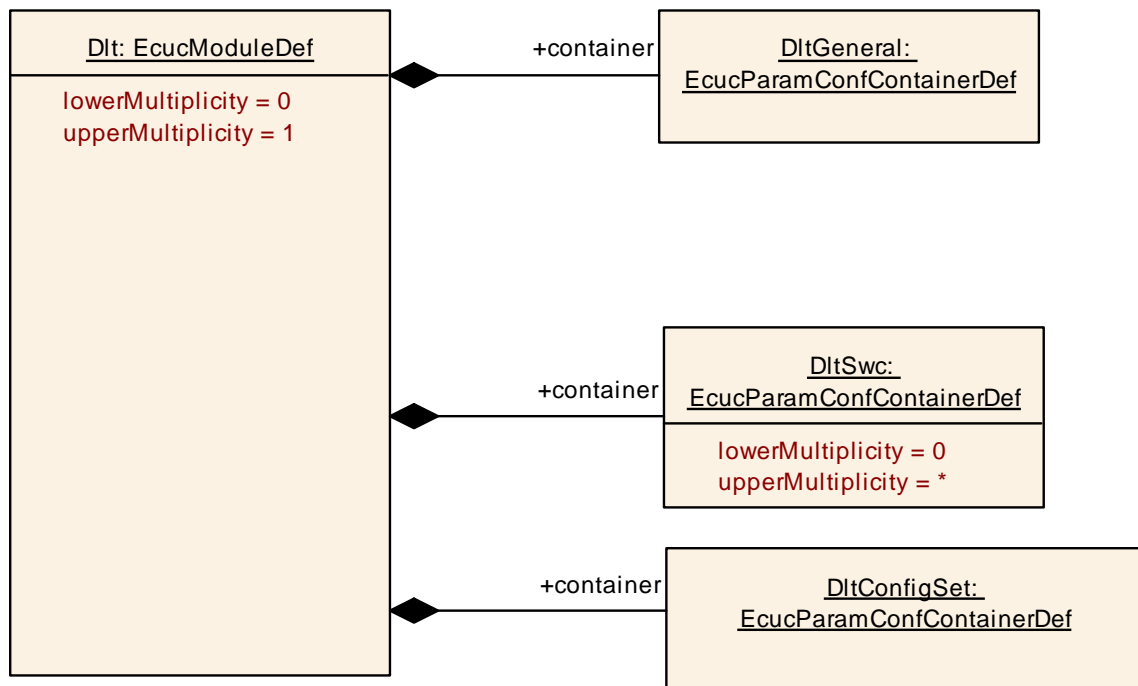 Dlt: EcucModuleDef
lowerMultiplicity = 0
upperMultiplicity = 1
+container
DltGeneral:
EcucParamConfContainerDef
+container
DltSwc:
EcucParamConfContainerDef
lowerMultiplicity = 0
upperMultiplicity = *
+container
DltConfigSet:
EcucParamConfContainerDef